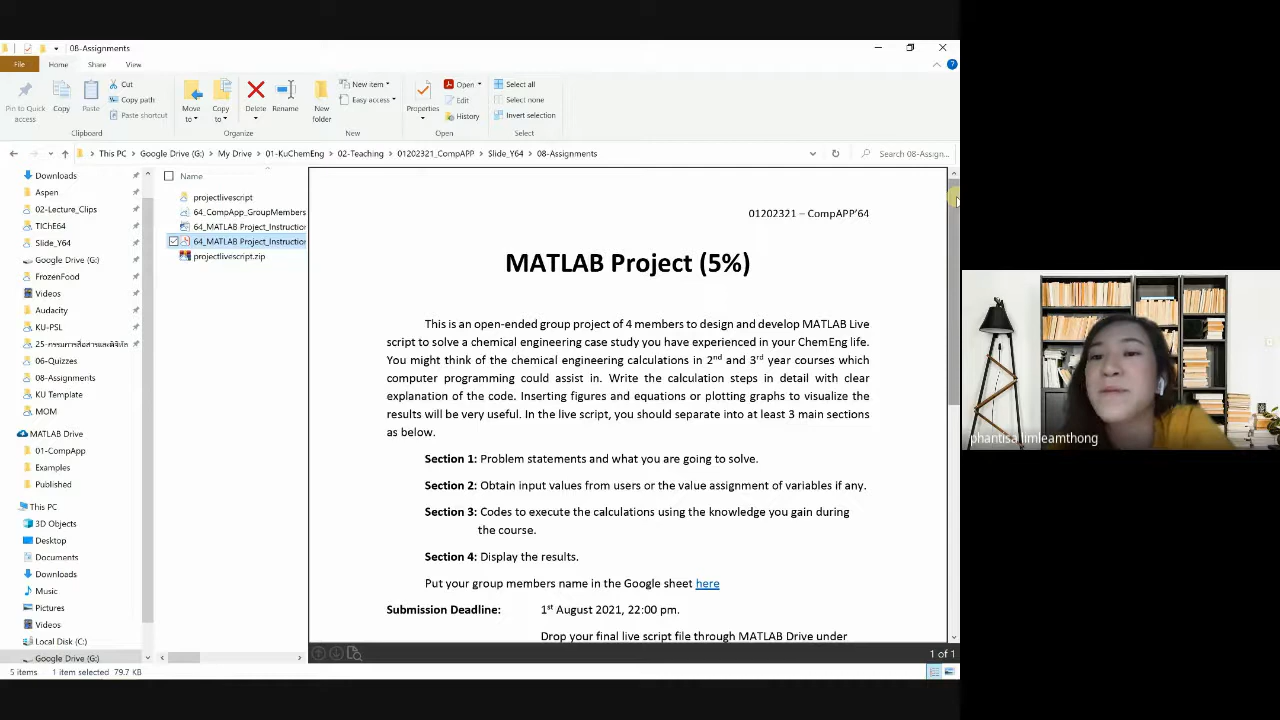 08-Assignments
File
Home
Share
View
Pin to Quick
access
Copy
Paste
Cut
Copy path
Paste shortcut
Clipboard
Move
to
Copy
to
Delete
Rename
Organize
New
folder
New item
Easy access
New
Properties
Open
Edit
History
Open
Select all
Select none
Invert selection
Select
This PC > Google Drive (G:) > My Drive > 01-KuChemEng > 02-Teaching > 01202321_CompAPP > Slide_Y64 > 08-Assignments
Search 08-Assign...
Downloads
Aspen
02-Lecture_Clips
TIChE64
Slide_Y64
Google Drive (G:)
FrozenFood
Videos
Audacity
KU-PSL
06-Quizzes
08-Assignments
KU Template
MOM
MATLAB Drive
01-CompApp
Examples
Published
This PC
3D Objects
Desktop
Documents
Downloads
Music
Pictures
Videos
Local Disk (C:)
Google Drive (G:)
Name
projectlivescript
64_CompApp_GroupMembers
64_MATLAB Project_Instruction
64_MATLAB Project_Instruction
projectlivescript.zip
01202321 – CompAPP'64
MATLAB Project (5%)
This is an open-ended group project of 4 members to design and develop MATLAB Live
script to solve a chemical engineering case study you have experienced in your ChemEng life.
You might think of the chemical engineering calculations in 2nd and 3rd year courses which
computer programming could assist in. Write the calculation steps in detail with clear
explanation of the code. Inserting figures and equations or plotting graphs to visualize the
results will be very useful. In the live script, you should separate into at least 3 main sections
as below.
Section 1: Problem statements and what you are going to solve.
Section 2: Obtain input values from users or the value assignment of variables if any.
Section 3: Codes to execute the calculations using the knowledge you gain during
the course.
Section 4: Display the results.
Put your group members name in the Google sheet here
Submission Deadline: 1st August 2021, 22:00 pm.
Drop your final live script file through MATLAB Drive under
1 of 1
5 items 1 item selected 79.7 KB
phantisa limleamthong